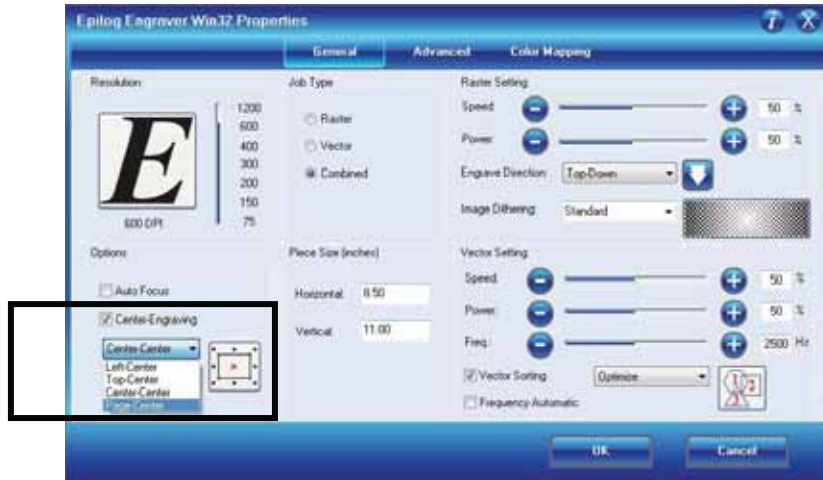 Epilog Engraver Win32 Properties
General Advanced Color Mapping
Resolution
E
1200
600
400
300
200
150
75
600 DPI
Job Type
Raster
Vector
Combined
Raster Setting
Speed 50 %
Power 50 %
Engrave Direction Top-Down
Image Dithering Standard
Options
Auto Focus
Center-Engraving
Center-Center
Left-Center
Top-Center
Center-Center
Page-Center
Piece Size (inches)
Horizontal 8.50
Vertical 11.00
Vector Setting
Speed 50 %
Power 50 %
Freq. 2500 Hz
Vector Sorting Optimize
1 2
3
Frequency Automatic
OK Cancel